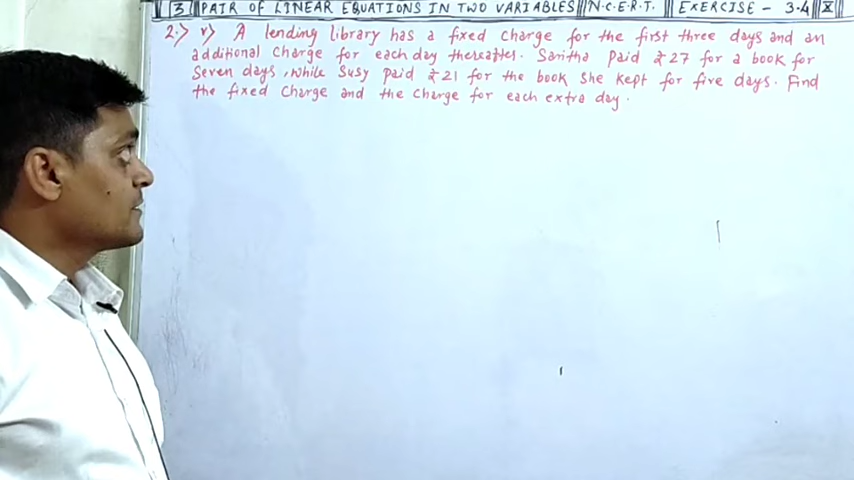 3 PAIR OF LINEAR EQUATIONS IN TWO VARIABLES N.C.E.R.T. EXERCISE - 3.4 X
2.> v> A lending library has a fixed charge for the first three days and an
additional charge for each day thereafter. Saritha paid ₹27 for a book for
Seven days, while Susy paid ₹21 for the book she kept for five days. Find
the fixed charge and the charge for each extra day.